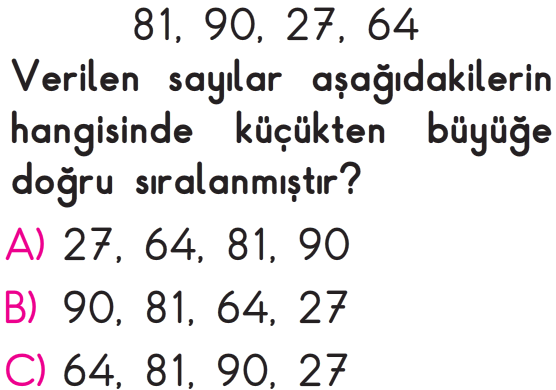 81, 90, 27, 64
Verilen sayılar aşağıdakilerin
hangisinde küçükten büyüğe
doğru sıralanmıştır?
A) 27, 64, 81, 90
B) 90, 81, 64, 27
C) 64, 81, 90, 27